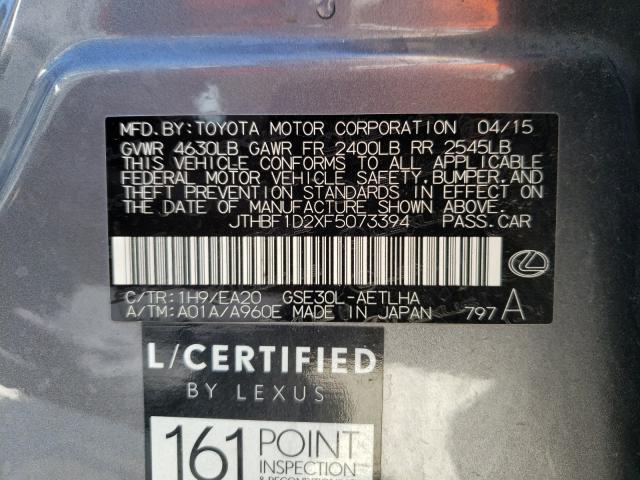 MFD. BY: TOYOTA MOTOR CORPORATION 04/15
GVWR 4630LB GAWR FR 2400LB RR 2545LB
THIS VEHICLE CONFORMS TO ALL APPLICABLE
FEDERAL MOTOR VEHICLE SAFETY, BUMPER, AND
THEFT PREVENTION STANDARDS IN EFFECT ON
THE DATE OF MANUFACTURE SHOWN ABOVE.
JTHBF1D2XF5073394 PASS. CAR
C/TR: 1H9/EA20 GSE30L-AETLHA
A/TM: A01A/A960E MADE IN JAPAN 797 A
L/CERTIFIED
BY LEXUS
161 POINT
INSPECTION
& RECONDITIONING